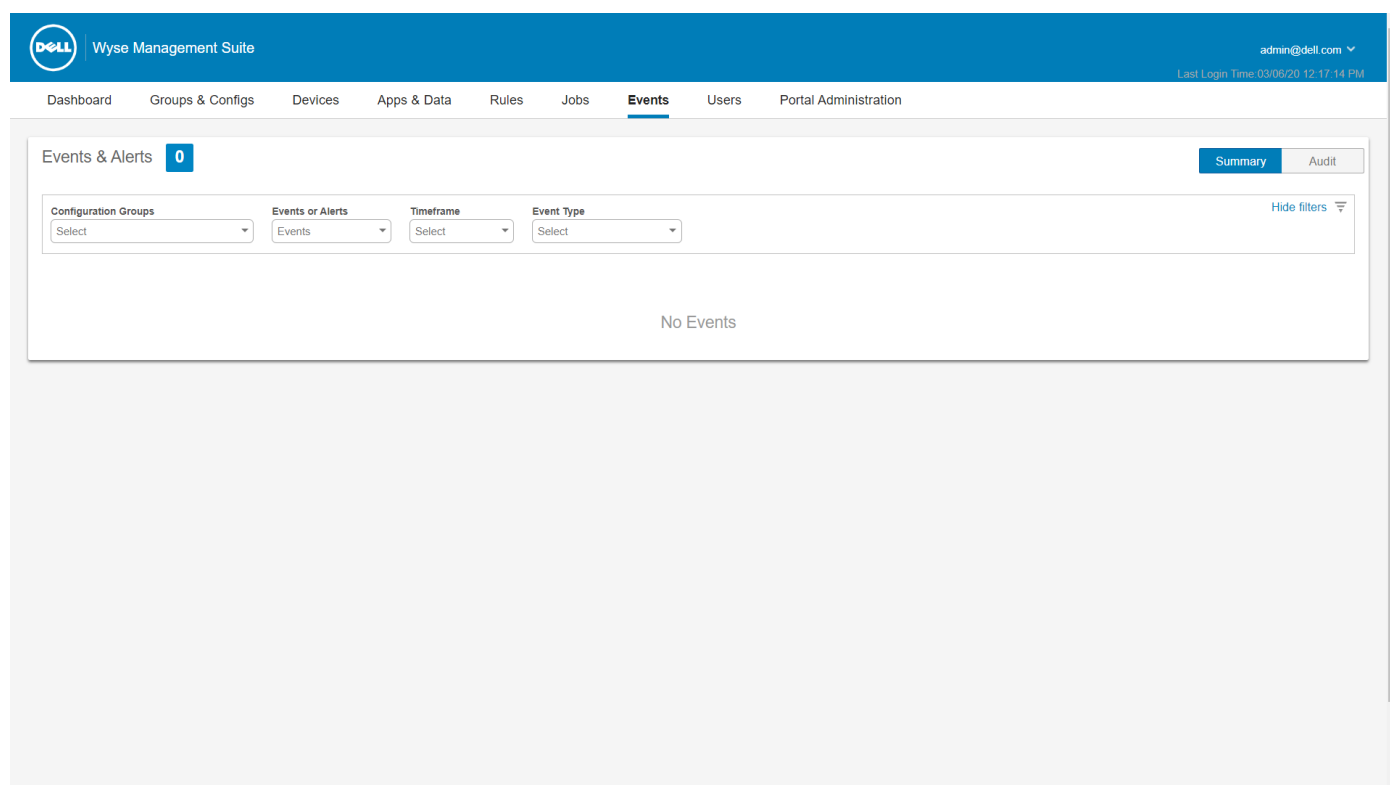 DELL Wyse Management Suite
admin@dell.com
Last Login Time:03/06/20 12:17:14 PM
Dashboard Groups & Configs Devices Apps & Data Rules Jobs Events Users Portal Administration
Events & Alerts 0
Summary Audit
Hide filters
Configuration Groups Events or Alerts Timeframe Event Type
Select Events Select Select
No Events